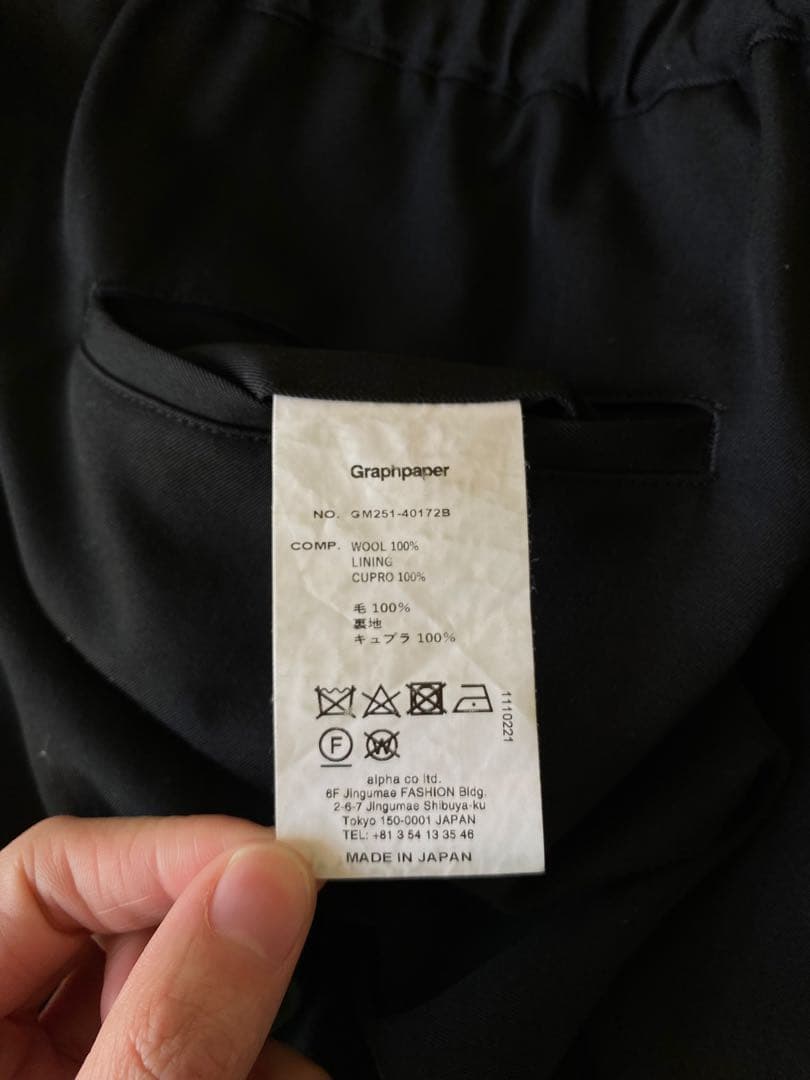 Graphpaper
NO. GM251-40172B
COMP. WOOL 100%
LINING
CUPRO 100%
毛 100%
裏地
キュプラ 100%
1110221
F W
alpha co ltd.
6F Jingumae FASHION Bldg.
2-6-7 Jingumae Shibuya-ku
Tokyo 150-0001 JAPAN
TEL: +81 3 54 13 35 46
MADE IN JAPAN